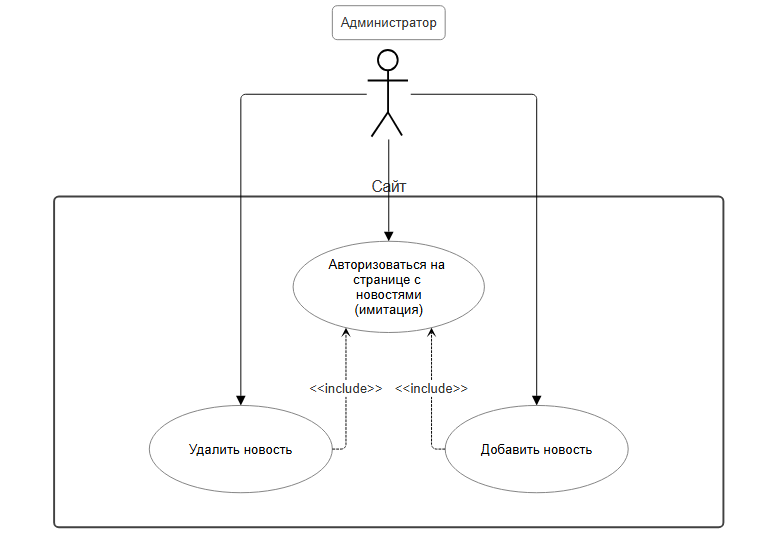 Администратор
Сайт
Авторизоваться на
странице с
новостями
(имитация)
<<include>> <<include>>
Удалить новость
Добавить новость